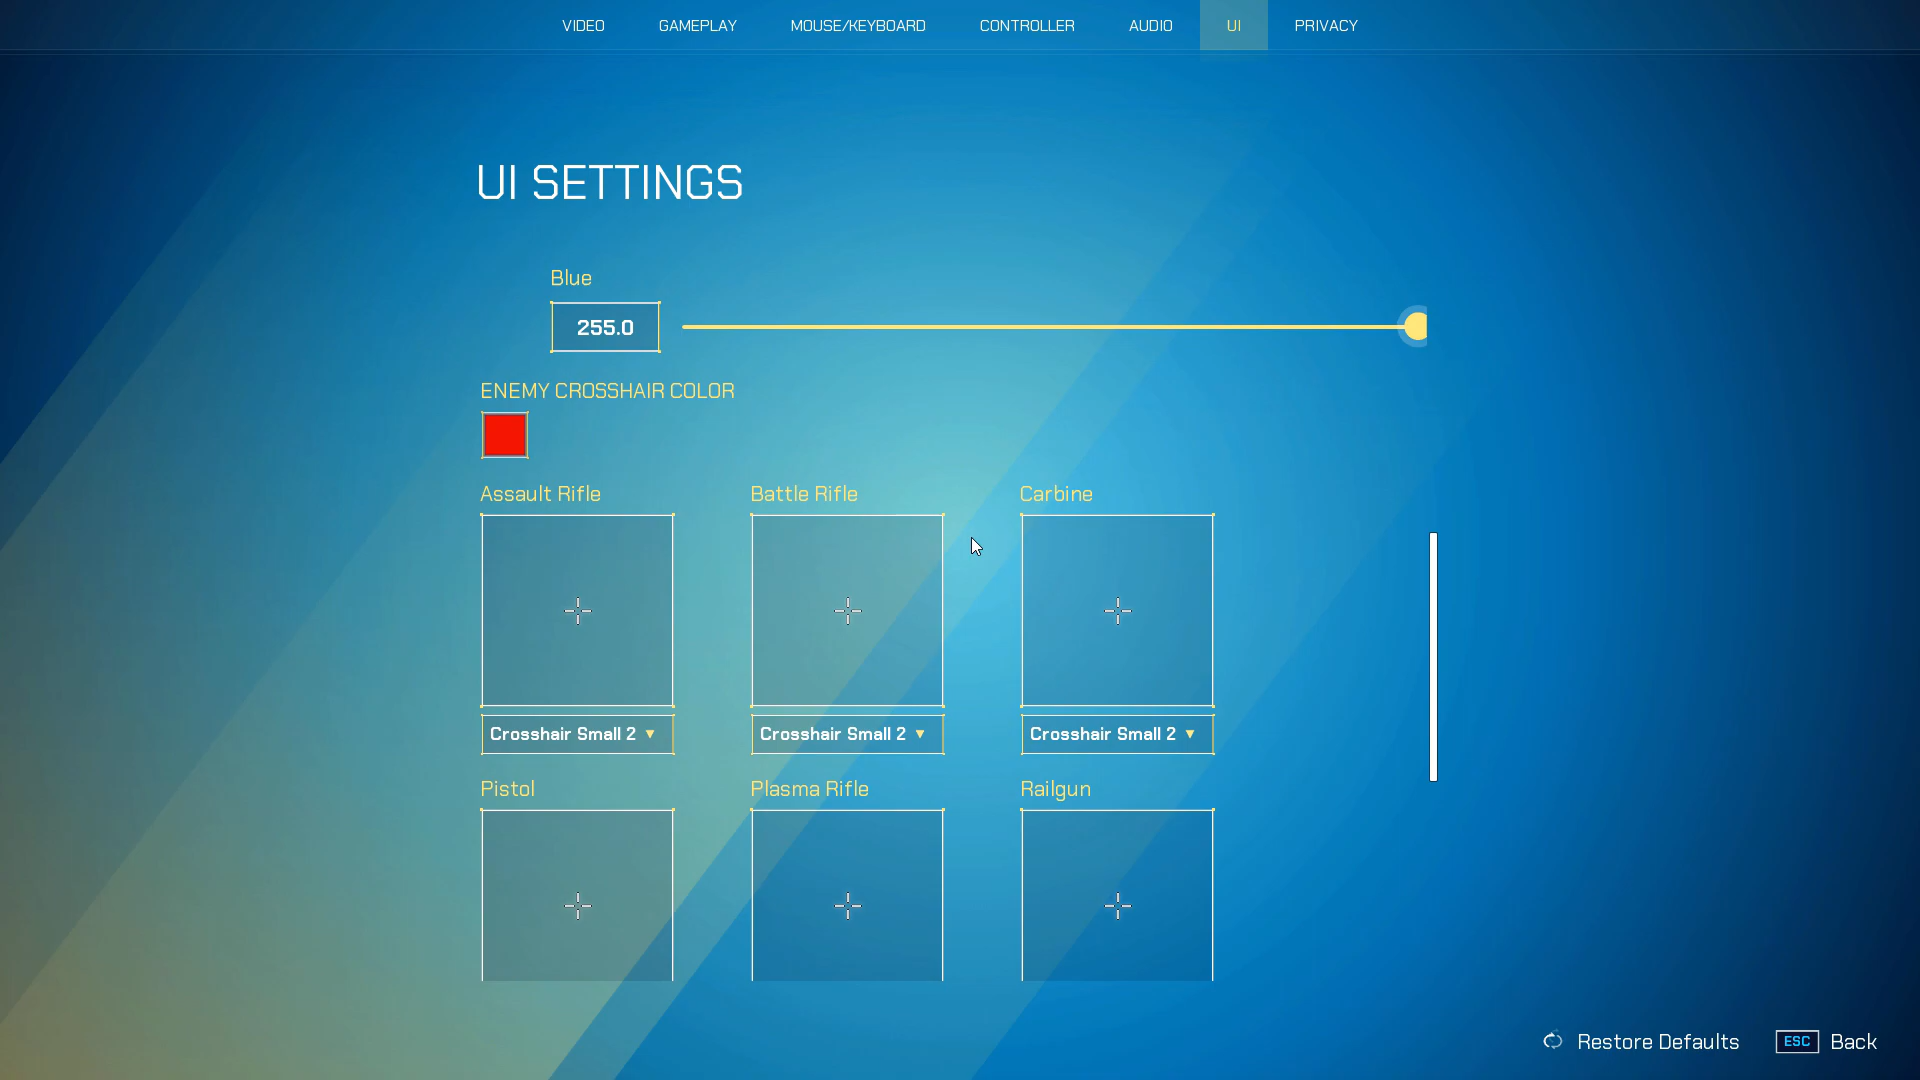 VIDEO GAMEPLAY MOUSE/KEYBOARD CONTROLLER AUDIO UI PRIVACY
UI SETTINGS
Blue
255.0
ENEMY CROSSHAIR COLOR
Assault Rifle Battle Rifle Carbine
Crosshair Small 2 Crosshair Small 2 Crosshair Small 2
Pistol Plasma Rifle Railgun
Restore Defaults ESC Back